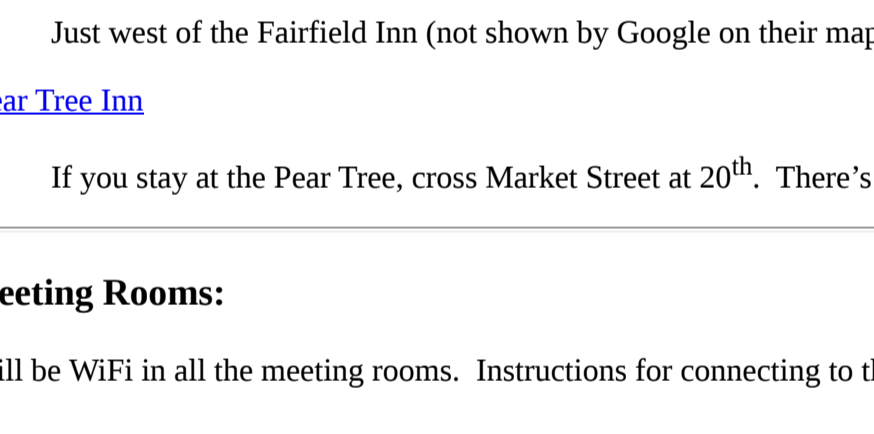 Just west of the Fairfield Inn (not shown by Google on their map
ear Tree Inn
If you stay at the Pear Tree, cross Market Street at 20th.  There’s
eeting Rooms:
ill be WiFi in all the meeting rooms.  Instructions for connecting to th